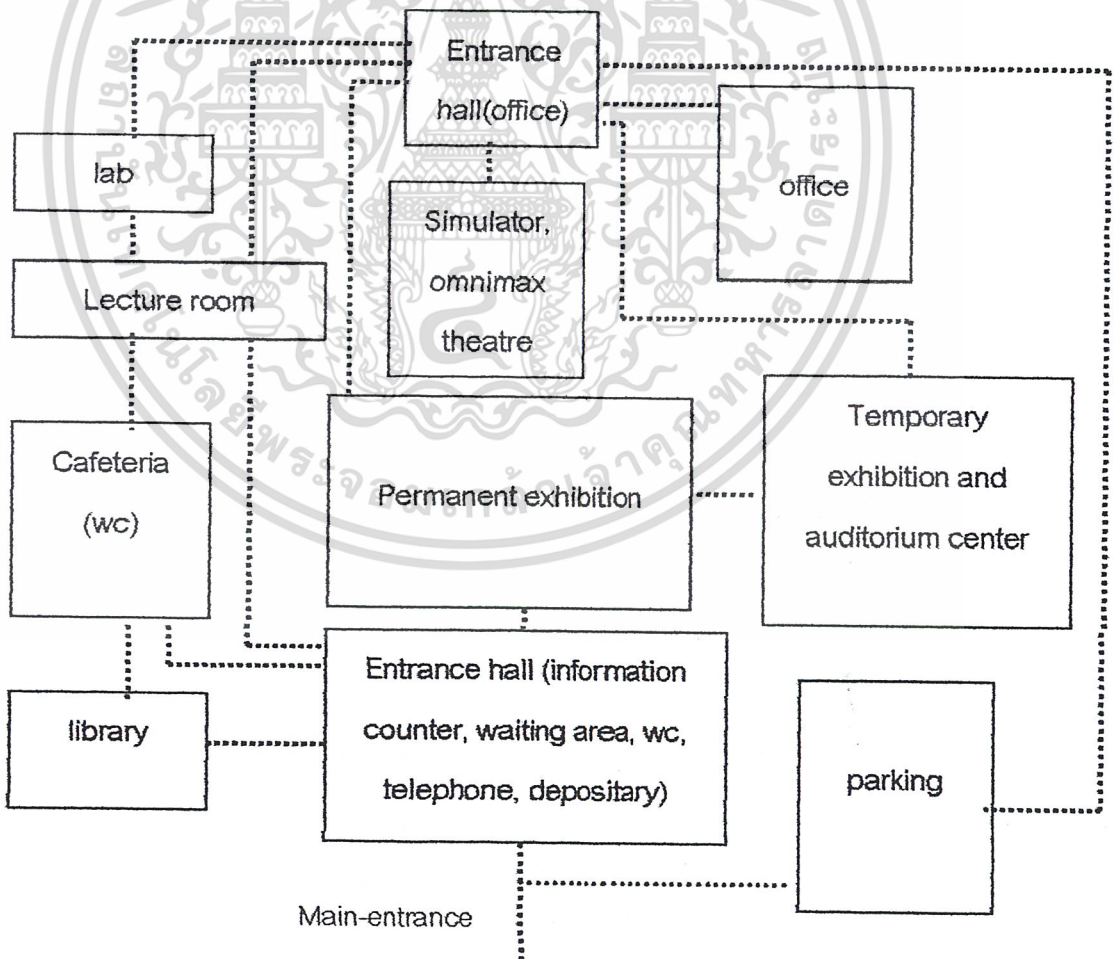 Entrance
hall(office)
lab
office
Simulator,
omnimax
theatre
Lecture room
Cafeteria
(wc)
Permanent exhibition
Temporary
exhibition and
auditorium center
Entrance hall (information
counter, waiting area, wc,
telephone, depositary)
library
parking
Main-entrance